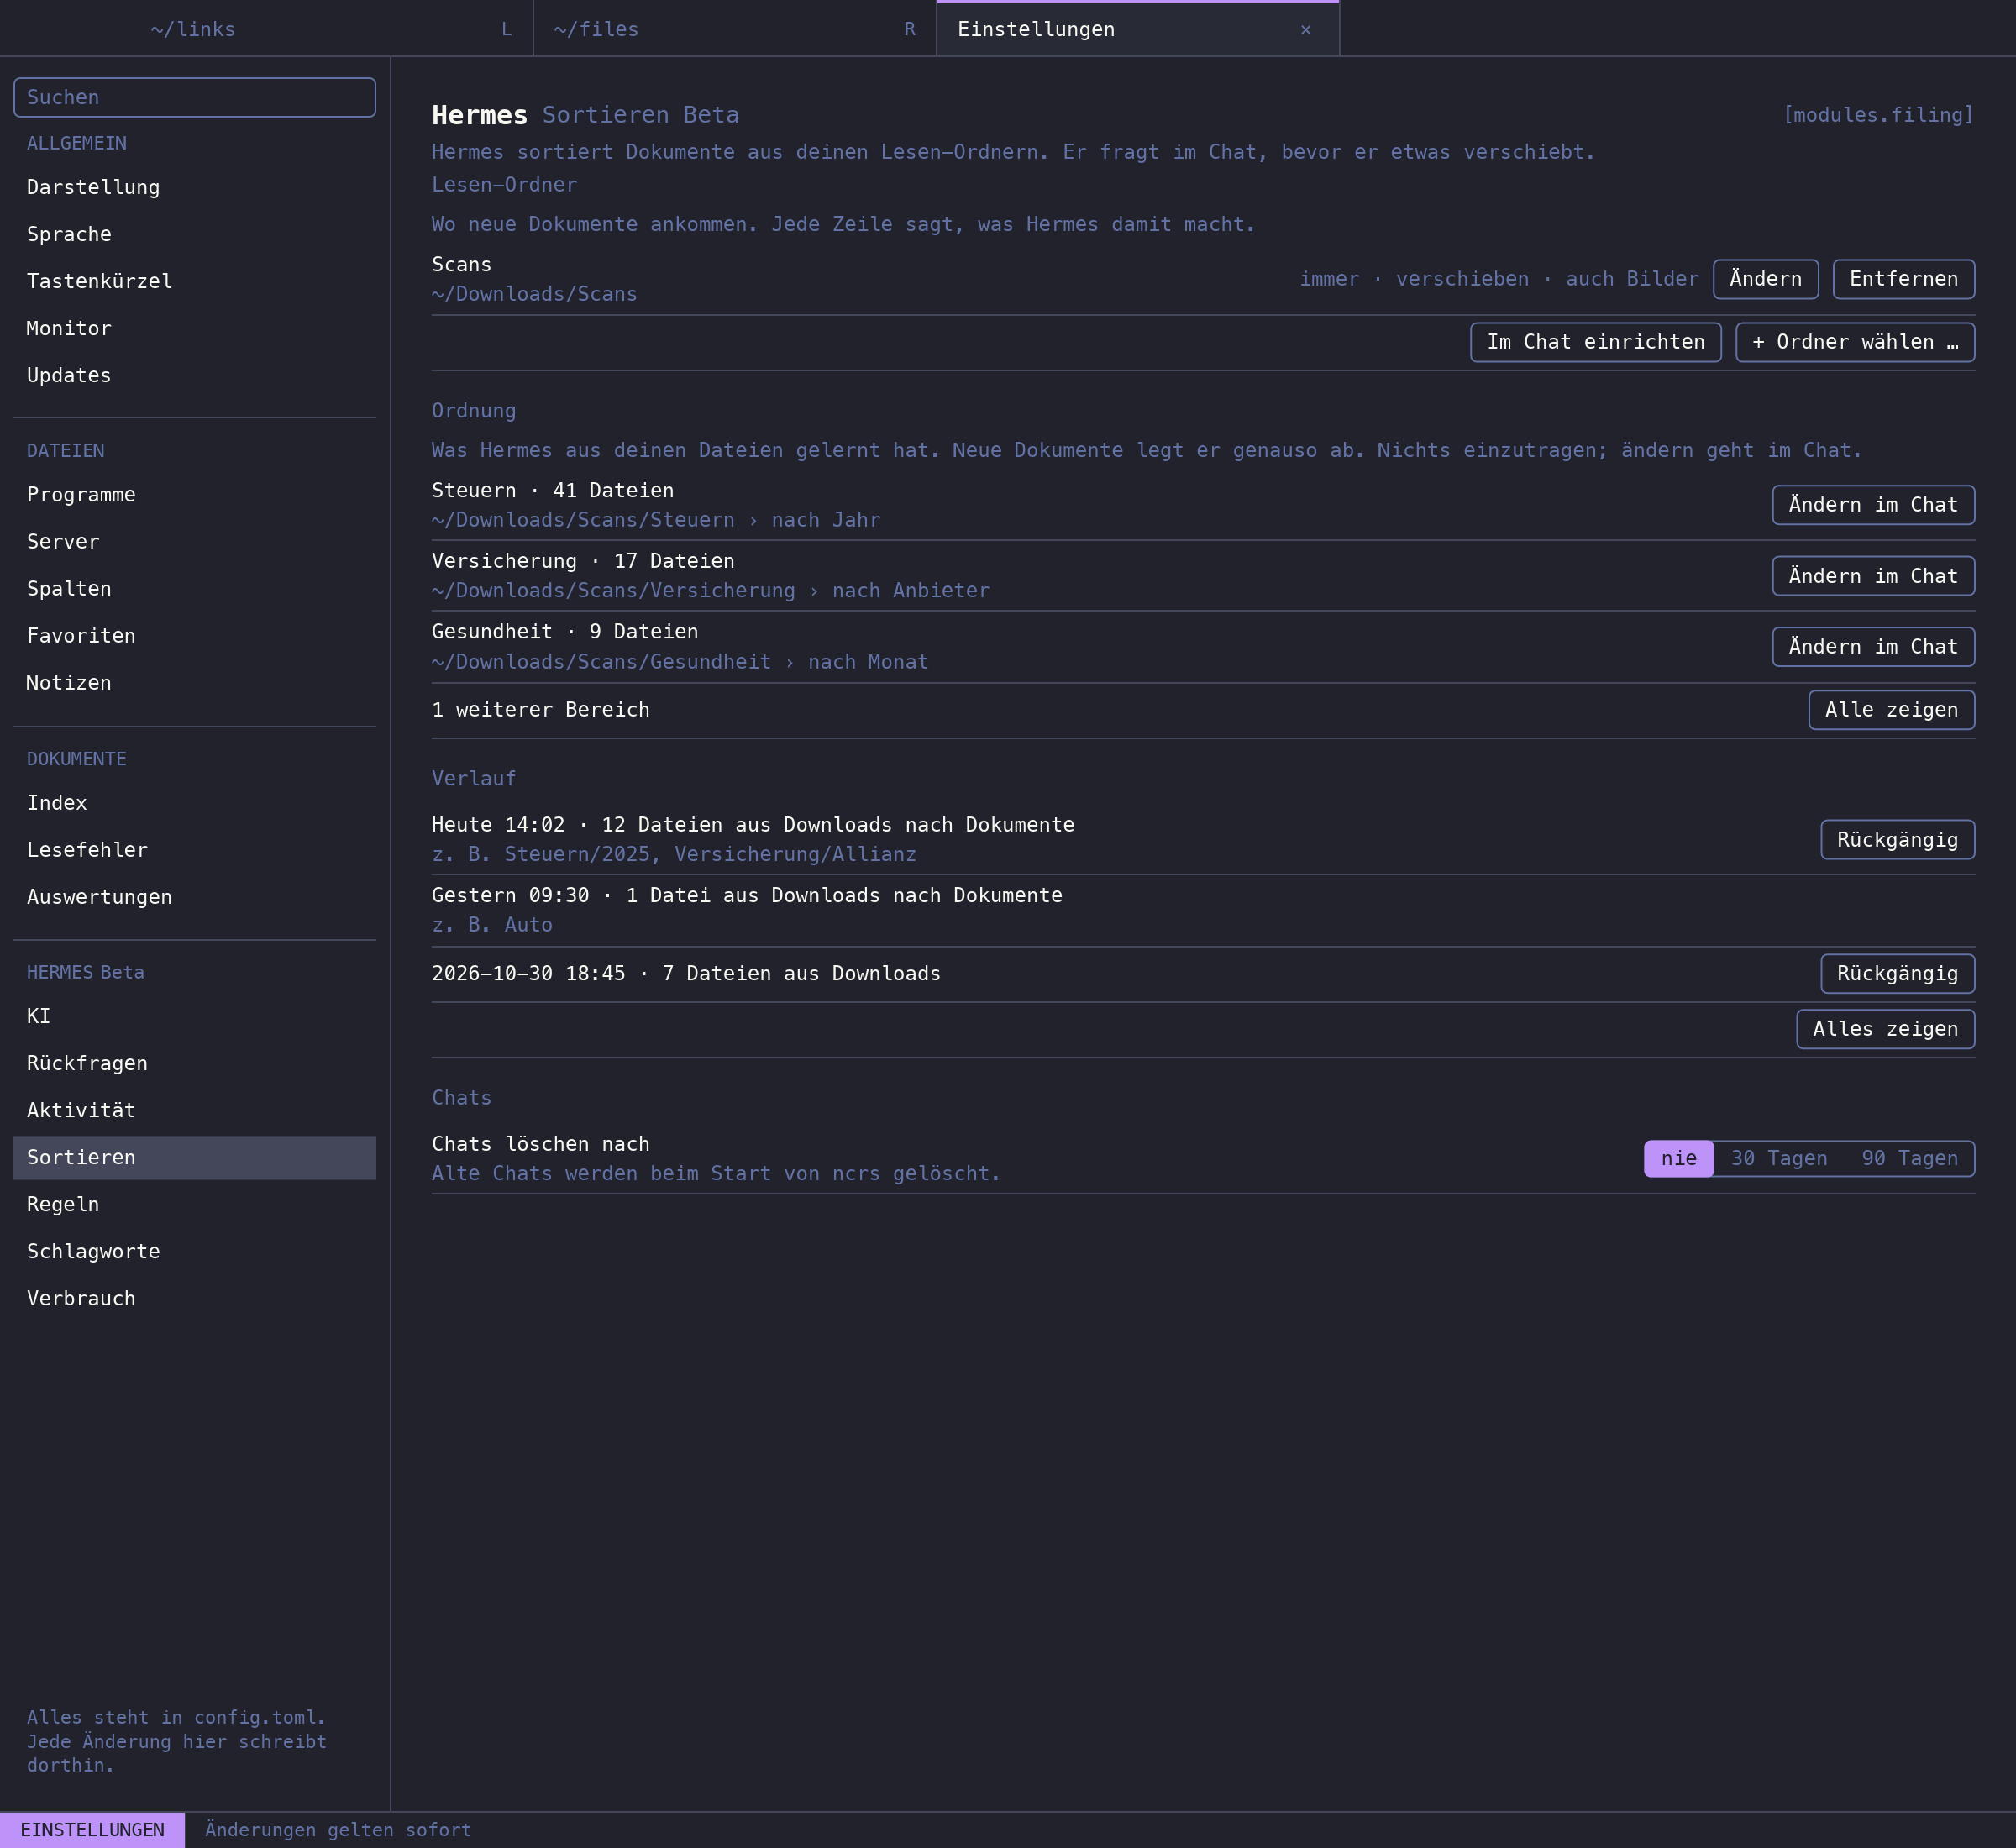 ~/links L ~/files R Einstellungen ×
Suchen
ALLGEMEIN
Darstellung
Sprache
Tastenkürzel
Monitor
Updates
DATEIEN
Programme
Server
Spalten
Favoriten
Notizen
DOKUMENTE
Index
Lesefehler
Auswertungen
HERMES Beta
KI
Rückfragen
Aktivität
Sortieren
Regeln
Schlagworte
Verbrauch
Alles steht in config.toml.
Jede Änderung hier schreibt
dorthin.
Hermes Sortieren Beta [modules.filing]
Hermes sortiert Dokumente aus deinen Lesen-Ordnern. Er fragt im Chat, bevor er etwas verschiebt.
Lesen-Ordner
Wo neue Dokumente ankommen. Jede Zeile sagt, was Hermes damit macht.
Scans
~/Downloads/Scans
immer · verschieben · auch Bilder Ändern Entfernen
Im Chat einrichten + Ordner wählen …
Ordnung
Was Hermes aus deinen Dateien gelernt hat. Neue Dokumente legt er genauso ab. Nichts einzutragen; ändern geht im Chat.
Steuern · 41 Dateien
~/Downloads/Scans/Steuern › nach Jahr
Ändern im Chat
Versicherung · 17 Dateien
~/Downloads/Scans/Versicherung › nach Anbieter
Ändern im Chat
Gesundheit · 9 Dateien
~/Downloads/Scans/Gesundheit › nach Monat
Ändern im Chat
1 weiterer Bereich Alle zeigen
Verlauf
Heute 14:02 · 12 Dateien aus Downloads nach Dokumente
z. B. Steuern/2025, Versicherung/Allianz
Rückgängig
Gestern 09:30 · 1 Datei aus Downloads nach Dokumente
z. B. Auto
2026-10-30 18:45 · 7 Dateien aus Downloads Rückgängig
Alles zeigen
Chats
Chats löschen nach
Alte Chats werden beim Start von ncrs gelöscht.
nie 30 Tagen 90 Tagen
EINSTELLUNGEN Änderungen gelten sofort